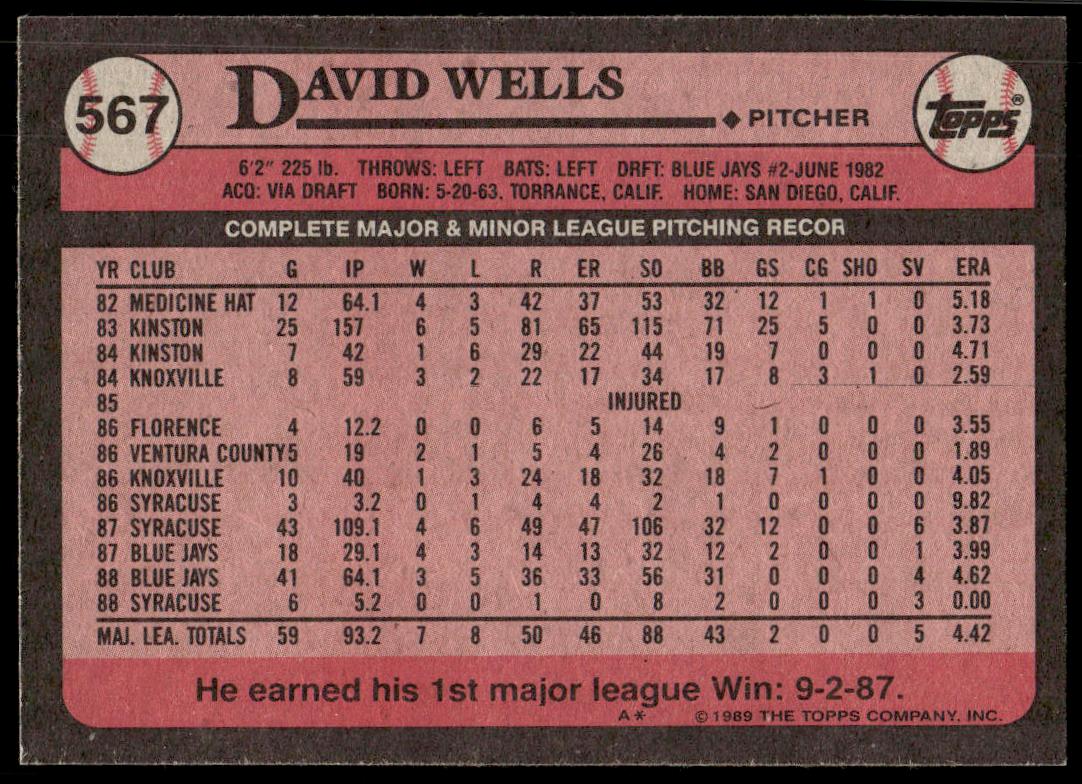 567
DAVID WELLS
◆ PITCHER
TOPPS®
6'2" 225 lb. THROWS: LEFT BATS: LEFT DRFT: BLUE JAYS #2-JUNE 1982
ACQ: VIA DRAFT BORN: 5-20-63, TORRANCE, CALIF. HOME: SAN DIEGO, CALIF.
COMPLETE MAJOR & MINOR LEAGUE PITCHING RECOR
YR CLUB G IP W L R ER SO BB GS CG SHO SV ERA
82 MEDICINE HAT 12 64.1 4 3 42 37 53 32 12 1 1 0 5.18
83 KINSTON 25 157 6 5 81 65 115 71 25 5 0 0 3.73
84 KINSTON 7 42 1 6 29 22 44 19 7 0 0 0 4.71
84 KNOXVILLE 8 59 3 2 22 17 34 17 8 3 1 0 2.59
85 INJURED
86 FLORENCE 4 12.2 0 0 6 5 14 9 1 0 0 0 3.55
86 VENTURA COUNTY 5 19 2 1 5 4 26 4 2 0 0 0 1.89
86 KNOXVILLE 10 40 1 3 24 18 32 18 7 1 0 0 4.05
86 SYRACUSE 3 3.2 0 1 4 4 2 1 0 0 0 0 9.82
87 SYRACUSE 43 109.1 4 6 49 47 106 32 12 0 0 6 3.87
87 BLUE JAYS 18 29.1 4 3 14 13 32 12 2 0 0 1 3.99
88 BLUE JAYS 41 64.1 3 5 36 33 56 31 0 0 0 4 4.62
88 SYRACUSE 6 5.2 0 0 1 0 8 2 0 0 0 3 0.00
MAJ. LEA. TOTALS 59 93.2 7 8 50 46 88 43 2 0 0 5 4.42
He earned his 1st major league Win: 9-2-87.
A* © 1989 THE TOPPS COMPANY, INC.